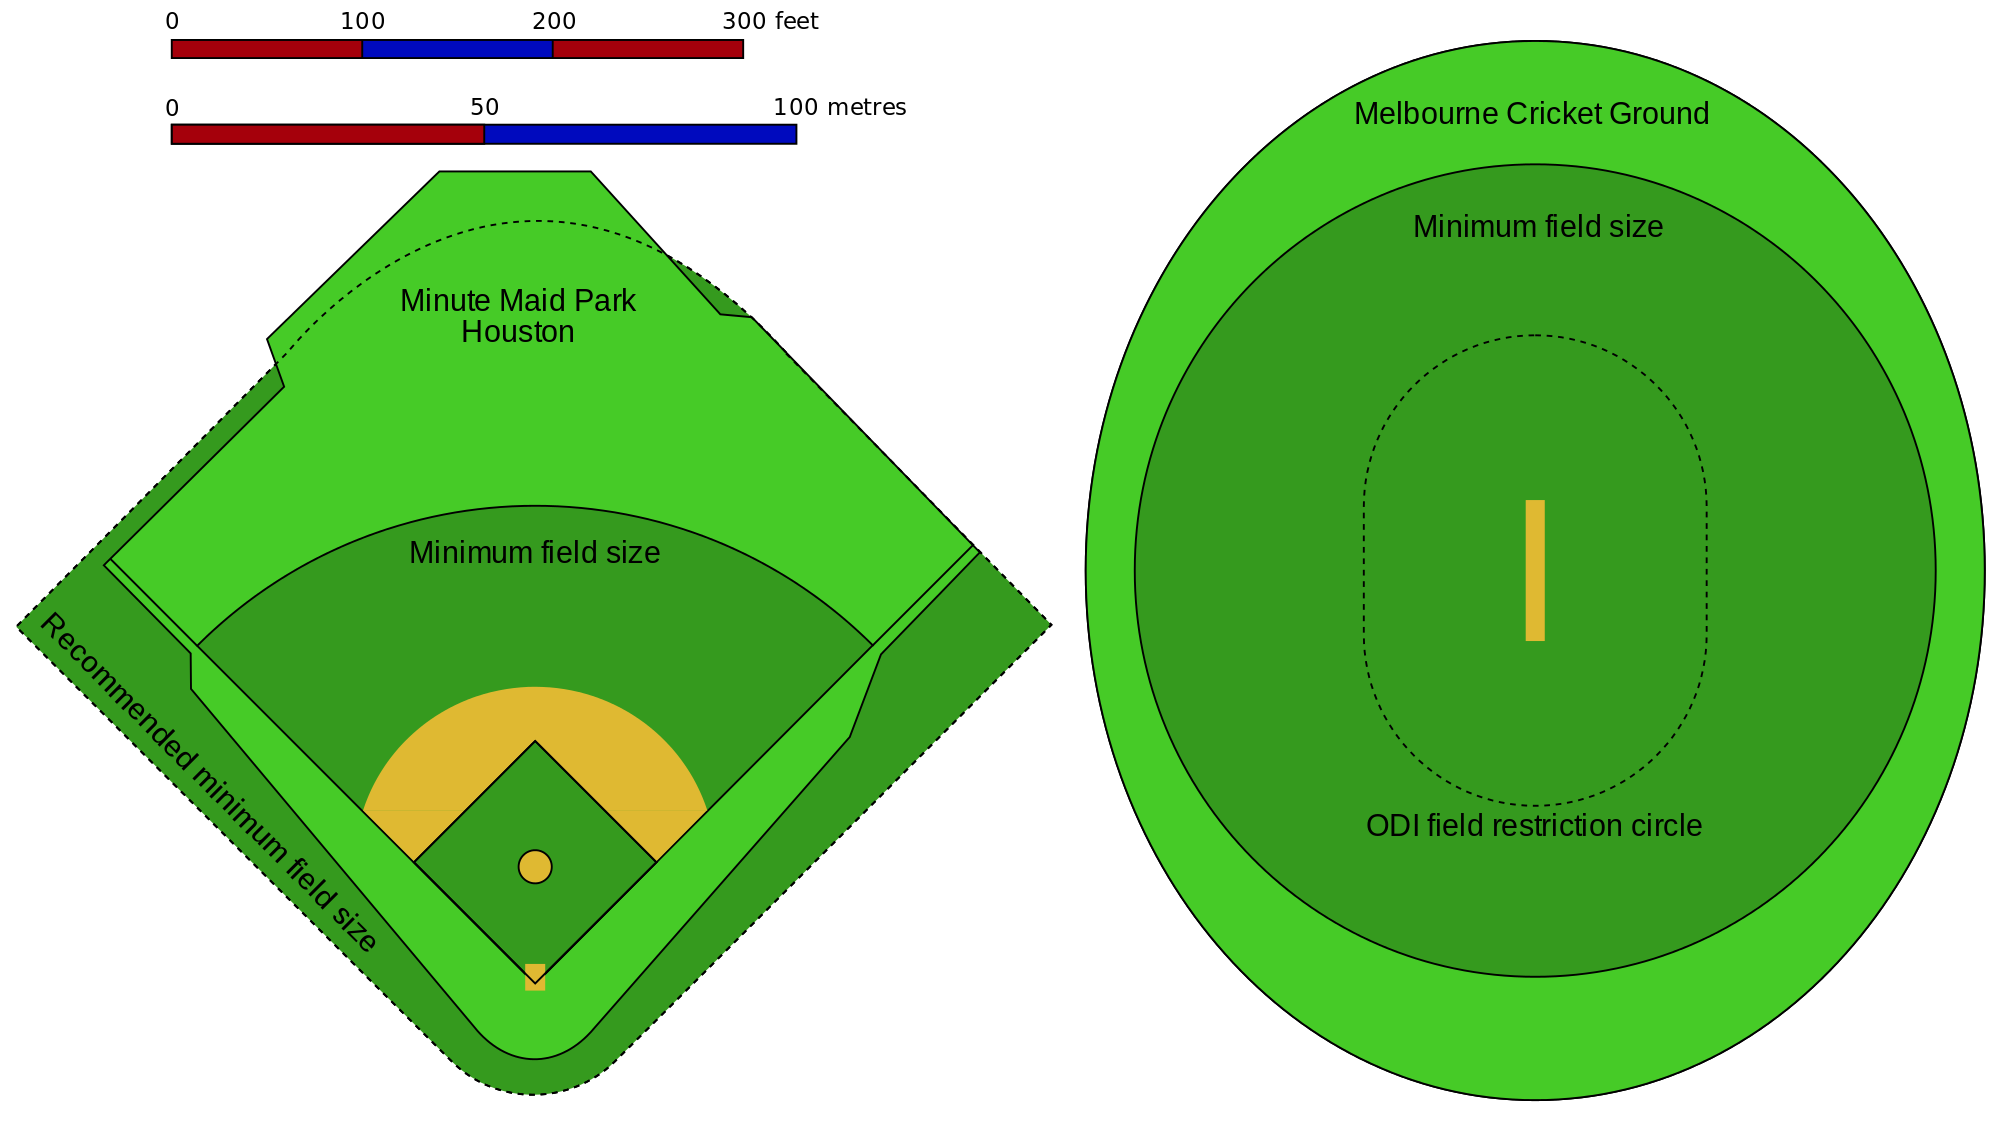 0 100 200 300 feet
0 50 100 metres
Minute Maid Park
Houston
Minimum field size
Recommended minimum field size
Melbourne Cricket Ground
Minimum field size
ODI field restriction circle